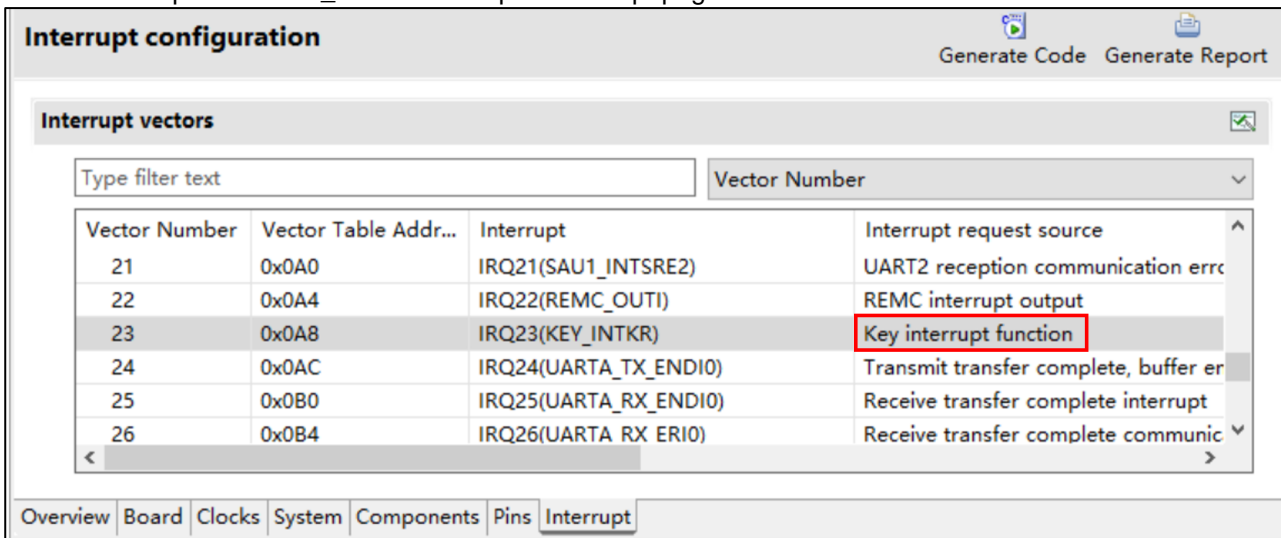 Interrupt configuration
Generate Code Generate Report
Interrupt vectors
Type filter text Vector Number
Vector Number Vector Table Addr... Interrupt Interrupt request source
21 0x0A0 IRQ21(SAU1_INTSRE2) UART2 reception communication errc
22 0x0A4 IRQ22(REMC_OUTI) REMC interrupt output
23 0x0A8 IRQ23(KEY_INTKR) Key interrupt function
24 0x0AC IRQ24(UARTA_TX_ENDI0) Transmit transfer complete, buffer er
25 0x0B0 IRQ25(UARTA_RX_ENDI0) Receive transfer complete interrupt
26 0x0B4 IRQ26(UARTA_RX_ERI0) Receive transfer complete communic
Overview Board Clocks System Components Pins Interrupt